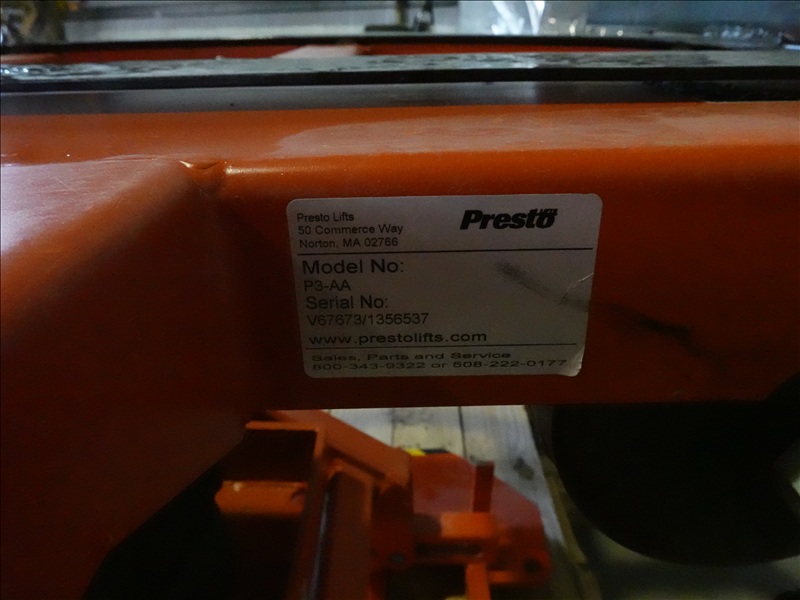 Presto Lifts
50 Commerce Way
Norton, MA 02766
Presto LIFTS
Model No:
P3-AA
Serial No:
V67673/1356537
www.prestolifts.com
Sales, Parts and Service
800-343-9322 or 508-222-0177